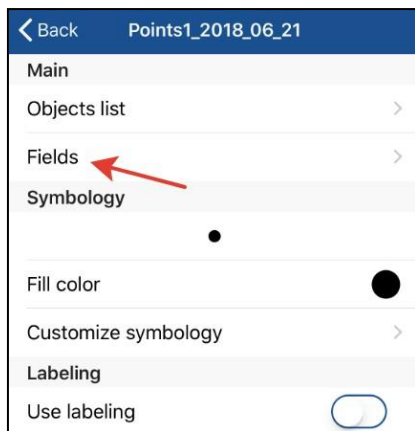 Back Points1_2018_06_21
Main
Objects list
Fields
Symbology
Fill color
Customize symbology
Labeling
Use labeling